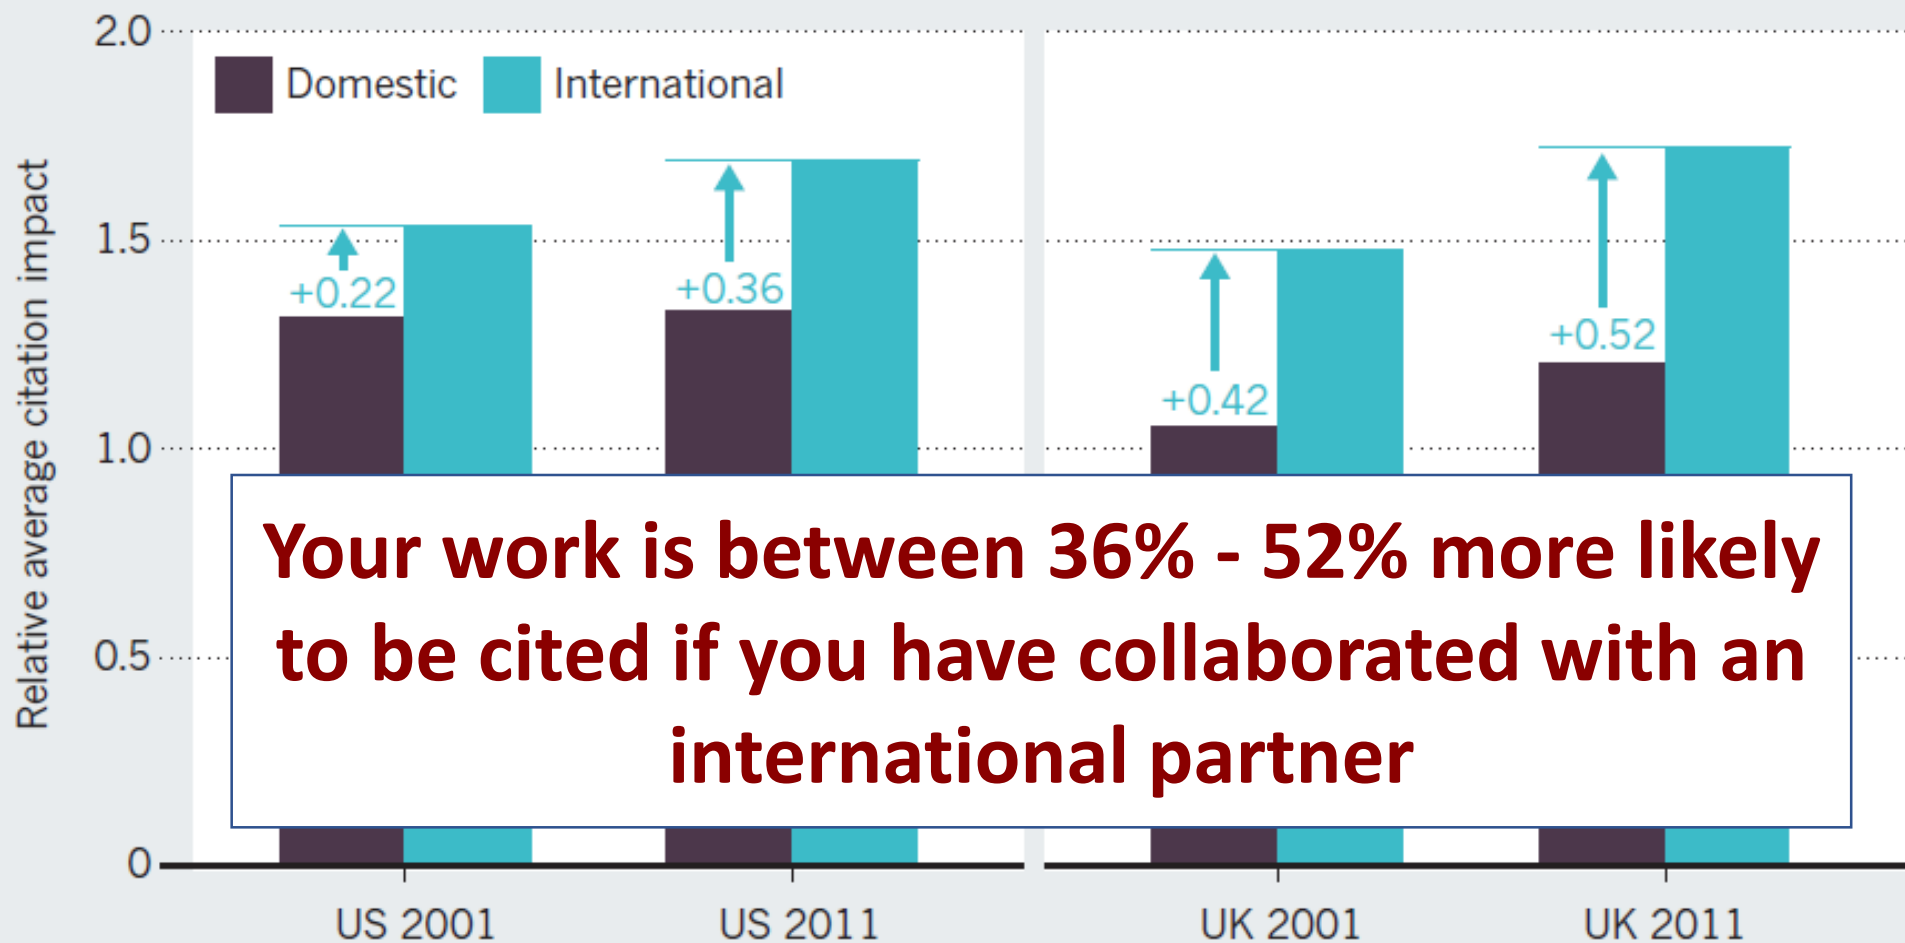 2.0
Domestic International
Relative average citation impact
1.5
+0.22
+0.36
+0.42
+0.52
1.0
Your work is between 36% - 52% more likely
to be cited if you have collaborated with an
international partner
0.5
0
US 2001 US 2011 UK 2001 UK 2011